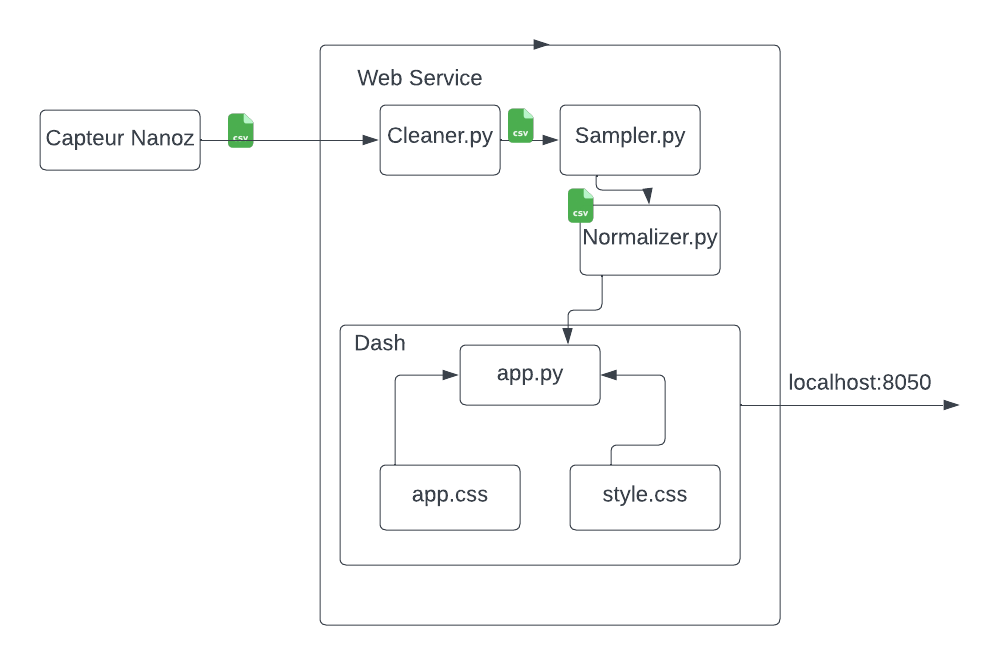 Web Service
Capteur Nanoz
csv
Cleaner.py
csv
Sampler.py
csv
Normalizer.py
Dash
app.py
localhost:8050
app.css
style.css